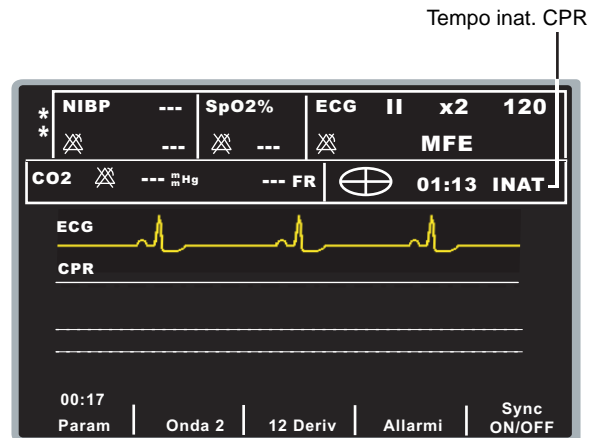 Tempo inat. CPR
* NIBP --- SpO2% --- ECG II x2 120
* --- --- MFE
CO2 --- mmHg --- FR 01:13 INAT
ECG
CPR
00:17
Param Onda 2 12 Deriv Allarmi Sync ON/OFF